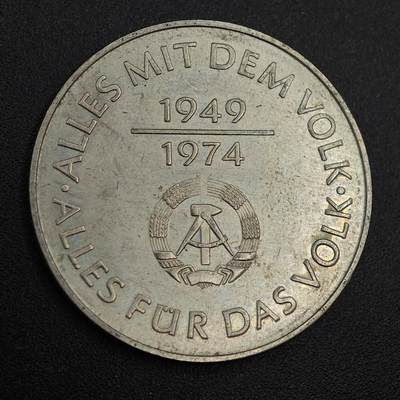 · ALLES MIT DEM VOLK ·
1949
1974
ALLES FÜR DAS VOLK